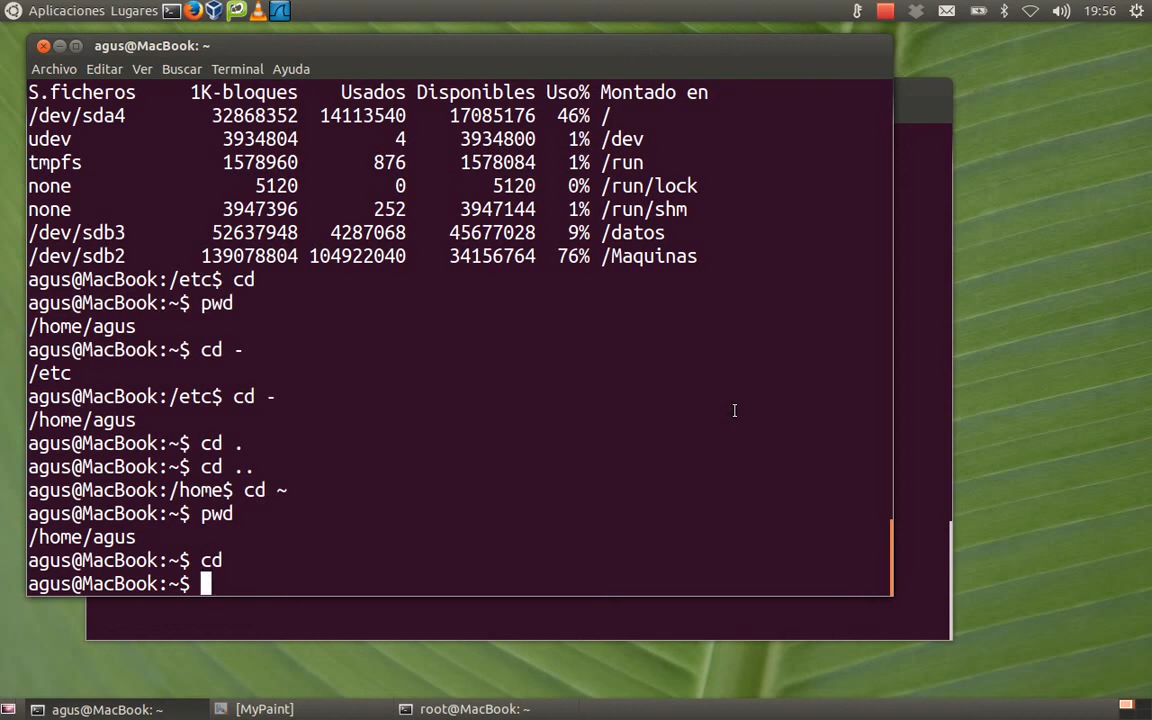 Aplicaciones Lugares 19:56
agus@MacBook: ~
Archivo Editar Ver Buscar Terminal Ayuda
S.ficheros 1K-bloques Usados Disponibles Uso% Montado en
/dev/sda4 32868352 14113540 17085176 46% /
udev 3934804 4 3934800 1% /dev
tmpfs 1578960 876 1578084 1% /run
none 5120 0 5120 0% /run/lock
none 3947396 252 3947144 1% /run/shm
/dev/sdb3 52637948 4287068 45677028 9% /datos
/dev/sdb2 139078804 104922040 34156764 76% /Maquinas
agus@MacBook:/etc$ cd
agus@MacBook:~$ pwd
/home/agus
agus@MacBook:~$ cd -
/etc
agus@MacBook:/etc$ cd -
/home/agus
agus@MacBook:~$ cd .
agus@MacBook:~$ cd ..
agus@MacBook:/home$ cd ~
agus@MacBook:~$ pwd
/home/agus
agus@MacBook:~$ cd
agus@MacBook:~$
agus@MacBook: ~ [MyPaint] root@MacBook: ~